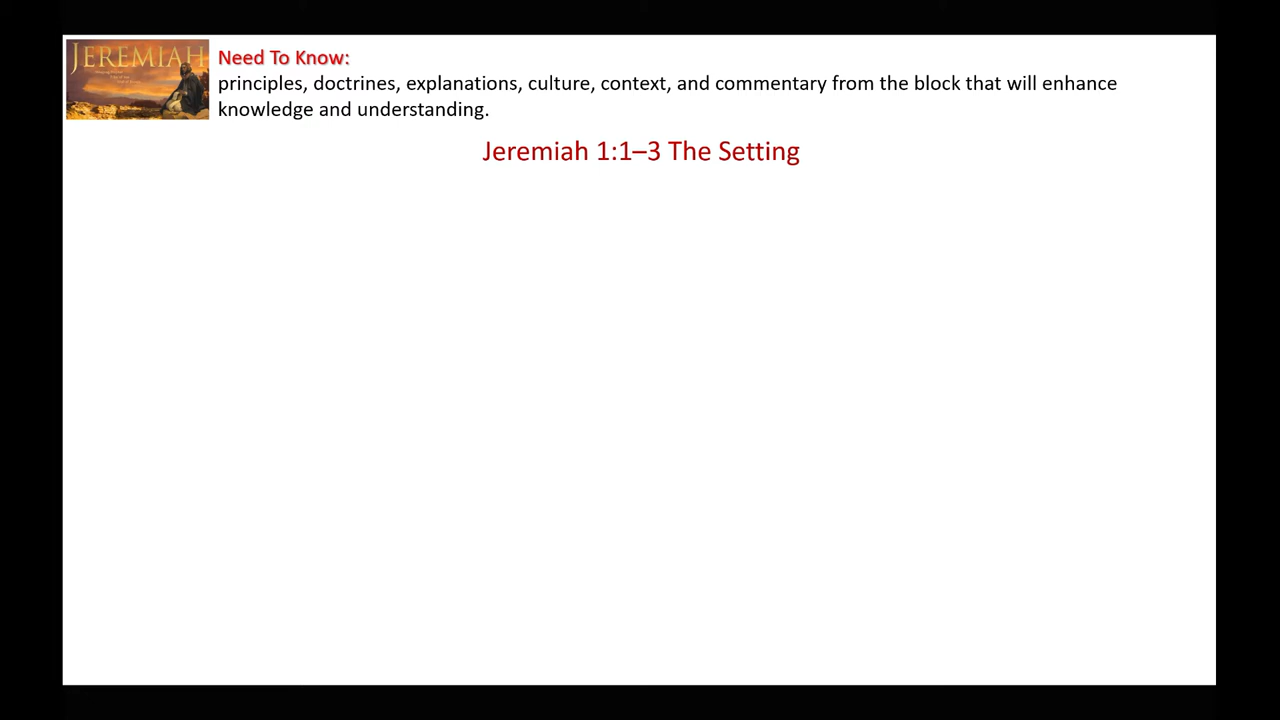 JEREMIAH
Need To Know:
principles, doctrines, explanations, culture, context, and commentary from the block that will enhance
knowledge and understanding.
Jeremiah 1:1–3 The Setting